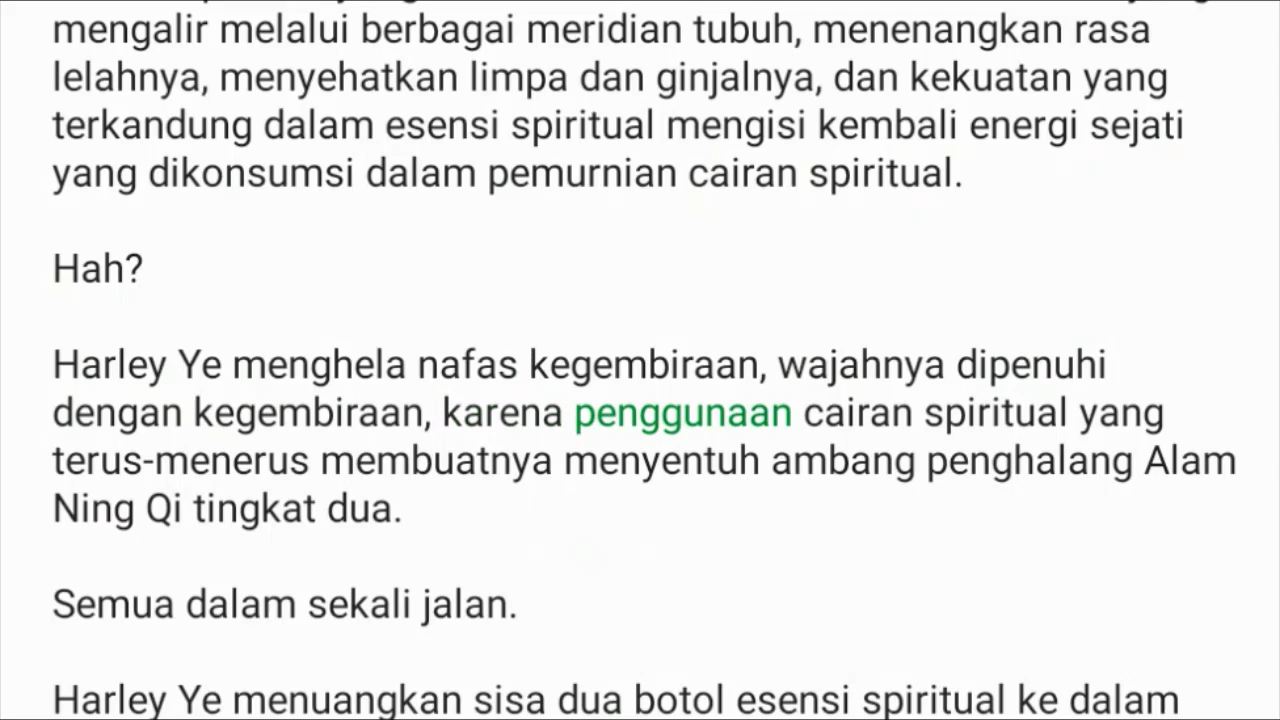 mengalir melalui berbagai meridian tubuh, menenangkan rasa
lelahnya, menyehatkan limpa dan ginjalnya, dan kekuatan yang
terkandung dalam esensi spiritual mengisi kembali energi sejati
yang dikonsumsi dalam pemurnian cairan spiritual.
Hah?
Harley Ye menghela nafas kegembiraan, wajahnya dipenuhi
dengan kegembiraan, karena penggunaan cairan spiritual yang
terus-menerus membuatnya menyentuh ambang penghalang Alam
Ning Qi tingkat dua.
Semua dalam sekali jalan.
Harley Ye menuangkan sisa dua botol esensi spiritual ke dalam